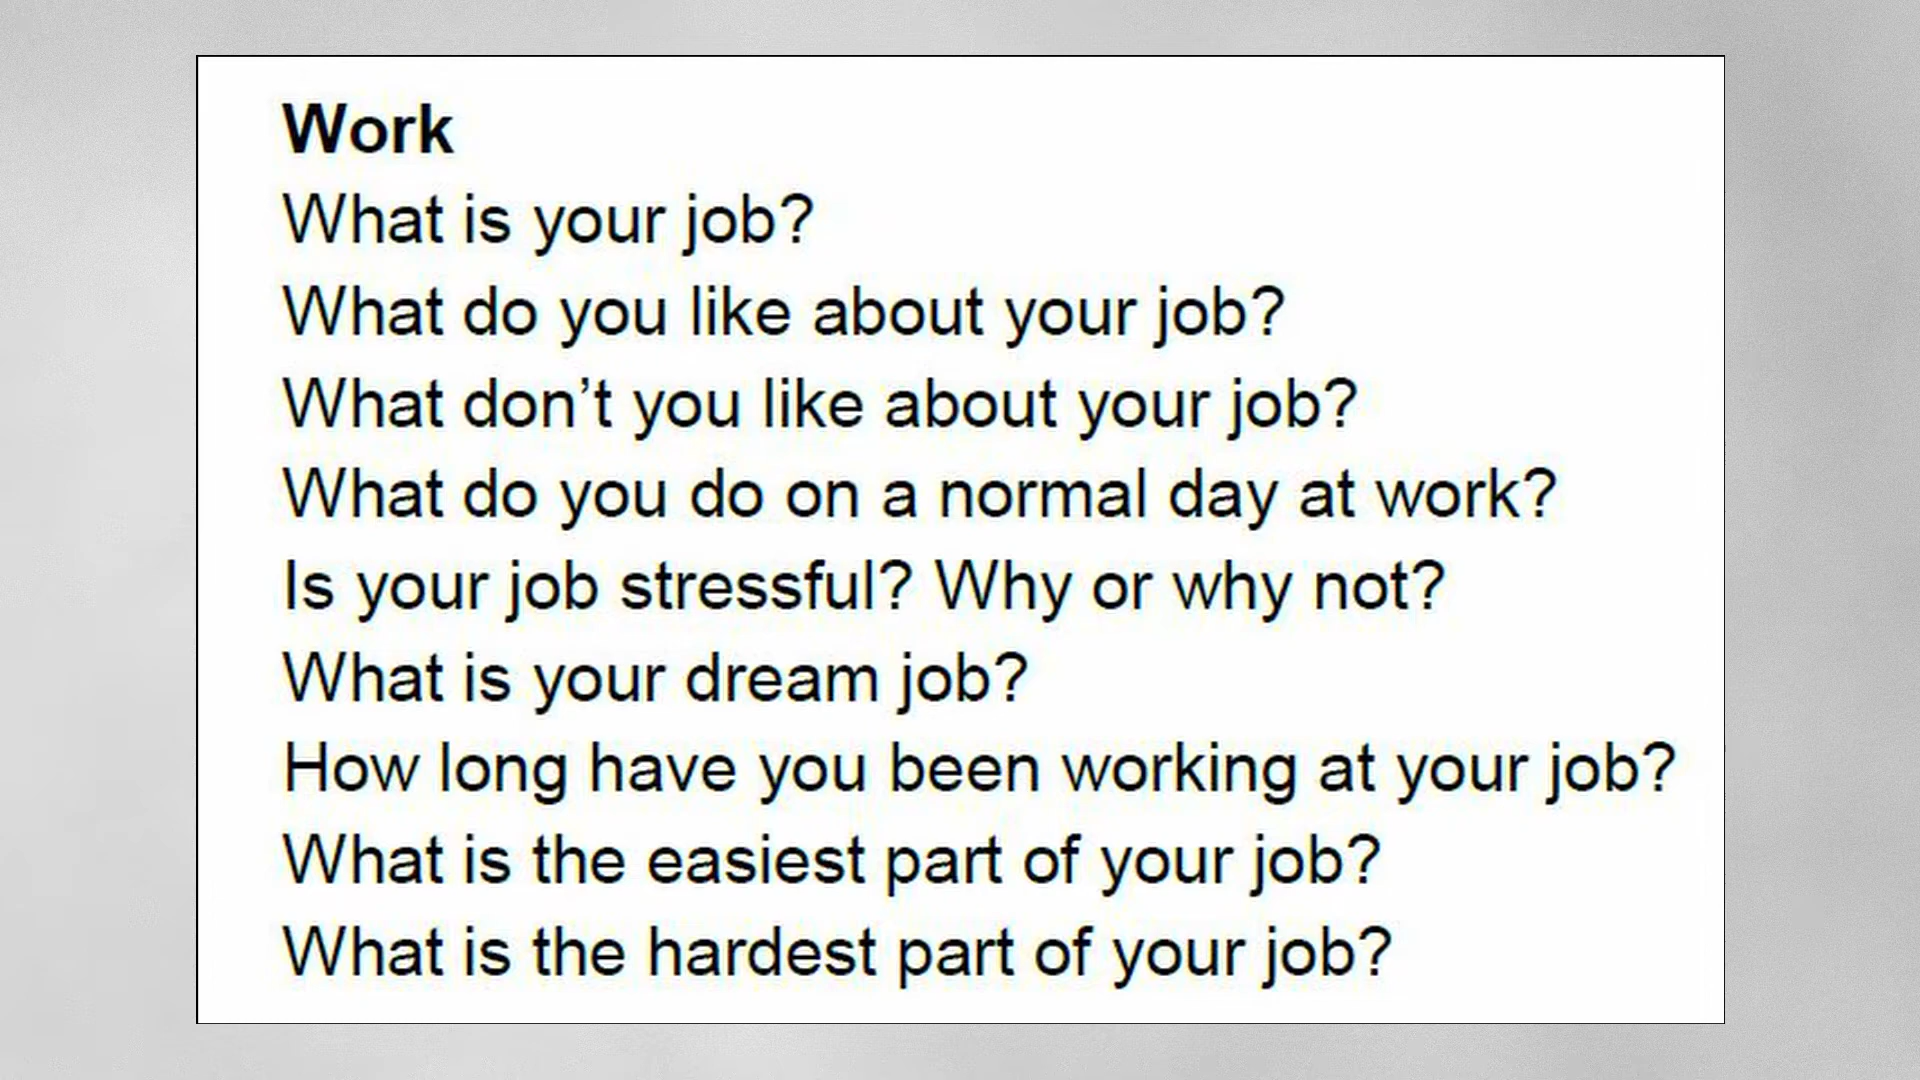 Work
What is your job?
What do you like about your job?
What don’t you like about your job?
What do you do on a normal day at work?
Is your job stressful? Why or why not?
What is your dream job?
How long have you been working at your job?
What is the easiest part of your job?
What is the hardest part of your job?